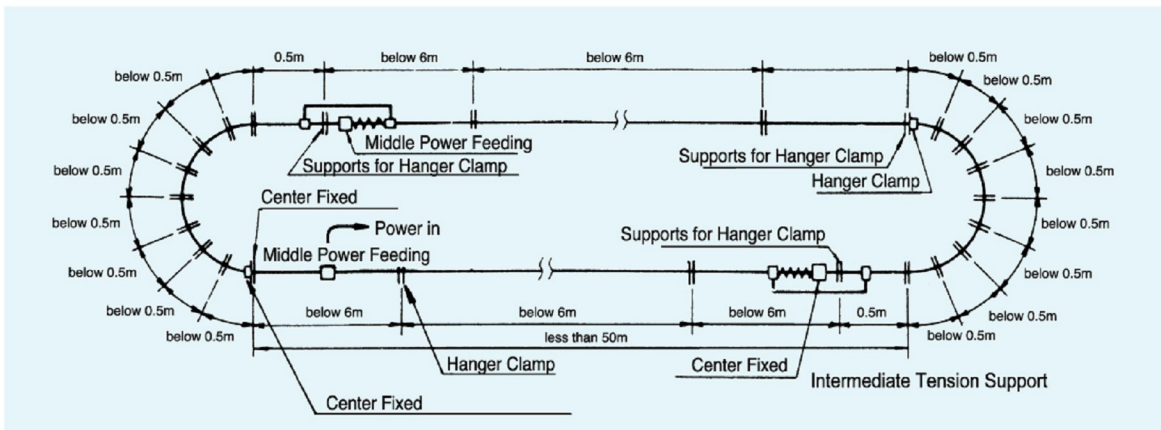 0.5m below 6m below 6m
below 0.5m below 0.5m
below 0.5m below 0.5m
below 0.5m below 0.5m
Middle Power Feeding
Supports for Hanger Clamp
Supports for Hanger Clamp
Hanger Clamp
below 0.5m below 0.5m
Center Fixed
below 0.5m below 0.5m
Power in
Supports for Hanger Clamp
Middle Power Feeding
below 0.5m below 0.5m
below 0.5m below 6m below 6m below 6m 0.5m below 0.5m
below 0.5m below 0.5m
less than 50m
Hanger Clamp
Center Fixed
Intermediate Tension Support
Center Fixed